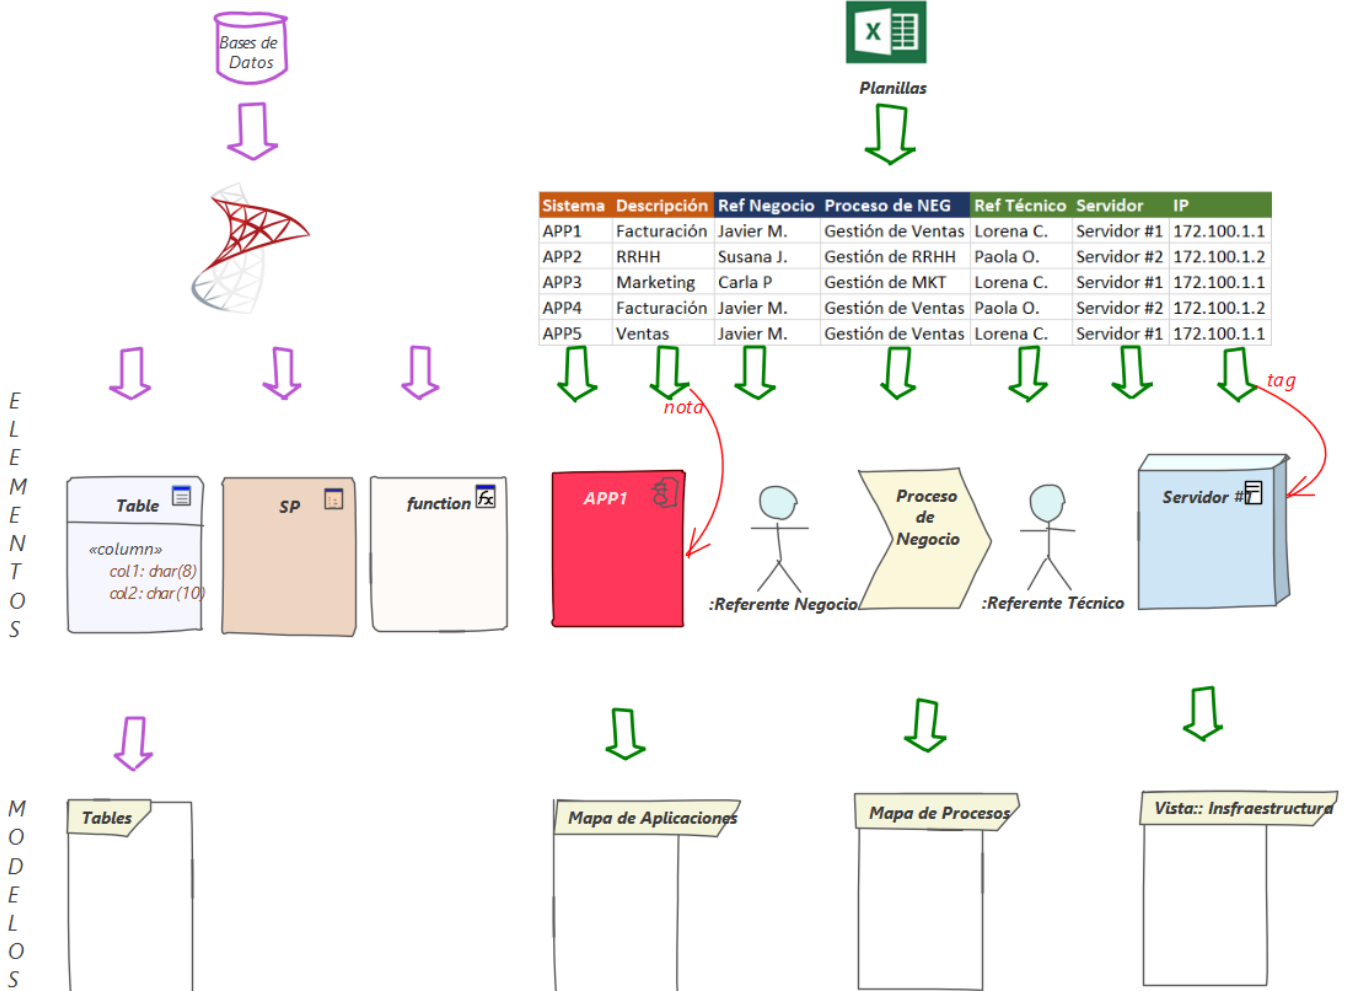 Bases de
Datos
X
Planillas
Sistema Descripción Ref Negocio Proceso de NEG Ref Técnico Servidor IP
APP1 Facturación Javier M. Gestión de Ventas Lorena C. Servidor #1 172.100.1.1
APP2 RRHH Susana J. Gestión de RRHH Paola O. Servidor #2 172.100.1.2
APP3 Marketing Carla P Gestión de MKT Lorena C. Servidor #1 172.100.1.1
APP4 Facturación Javier M. Gestión de Ventas Paola O. Servidor #2 172.100.1.2
APP5 Ventas Javier M. Gestión de Ventas Lorena C. Servidor #1 172.100.1.1
nota
tag
E
L
E
M
E
N
T
O
S
Table
«column»
col1: char(8)
col2: char(10)
SP
function fx
APP1
:Referente Negocio
Proceso
de
Negocio
:Referente Técnico
Servidor #1
M
O
D
E
L
O
S
Tables
Mapa de Aplicaciones
Mapa de Procesos
Vista:: Insfraestructura